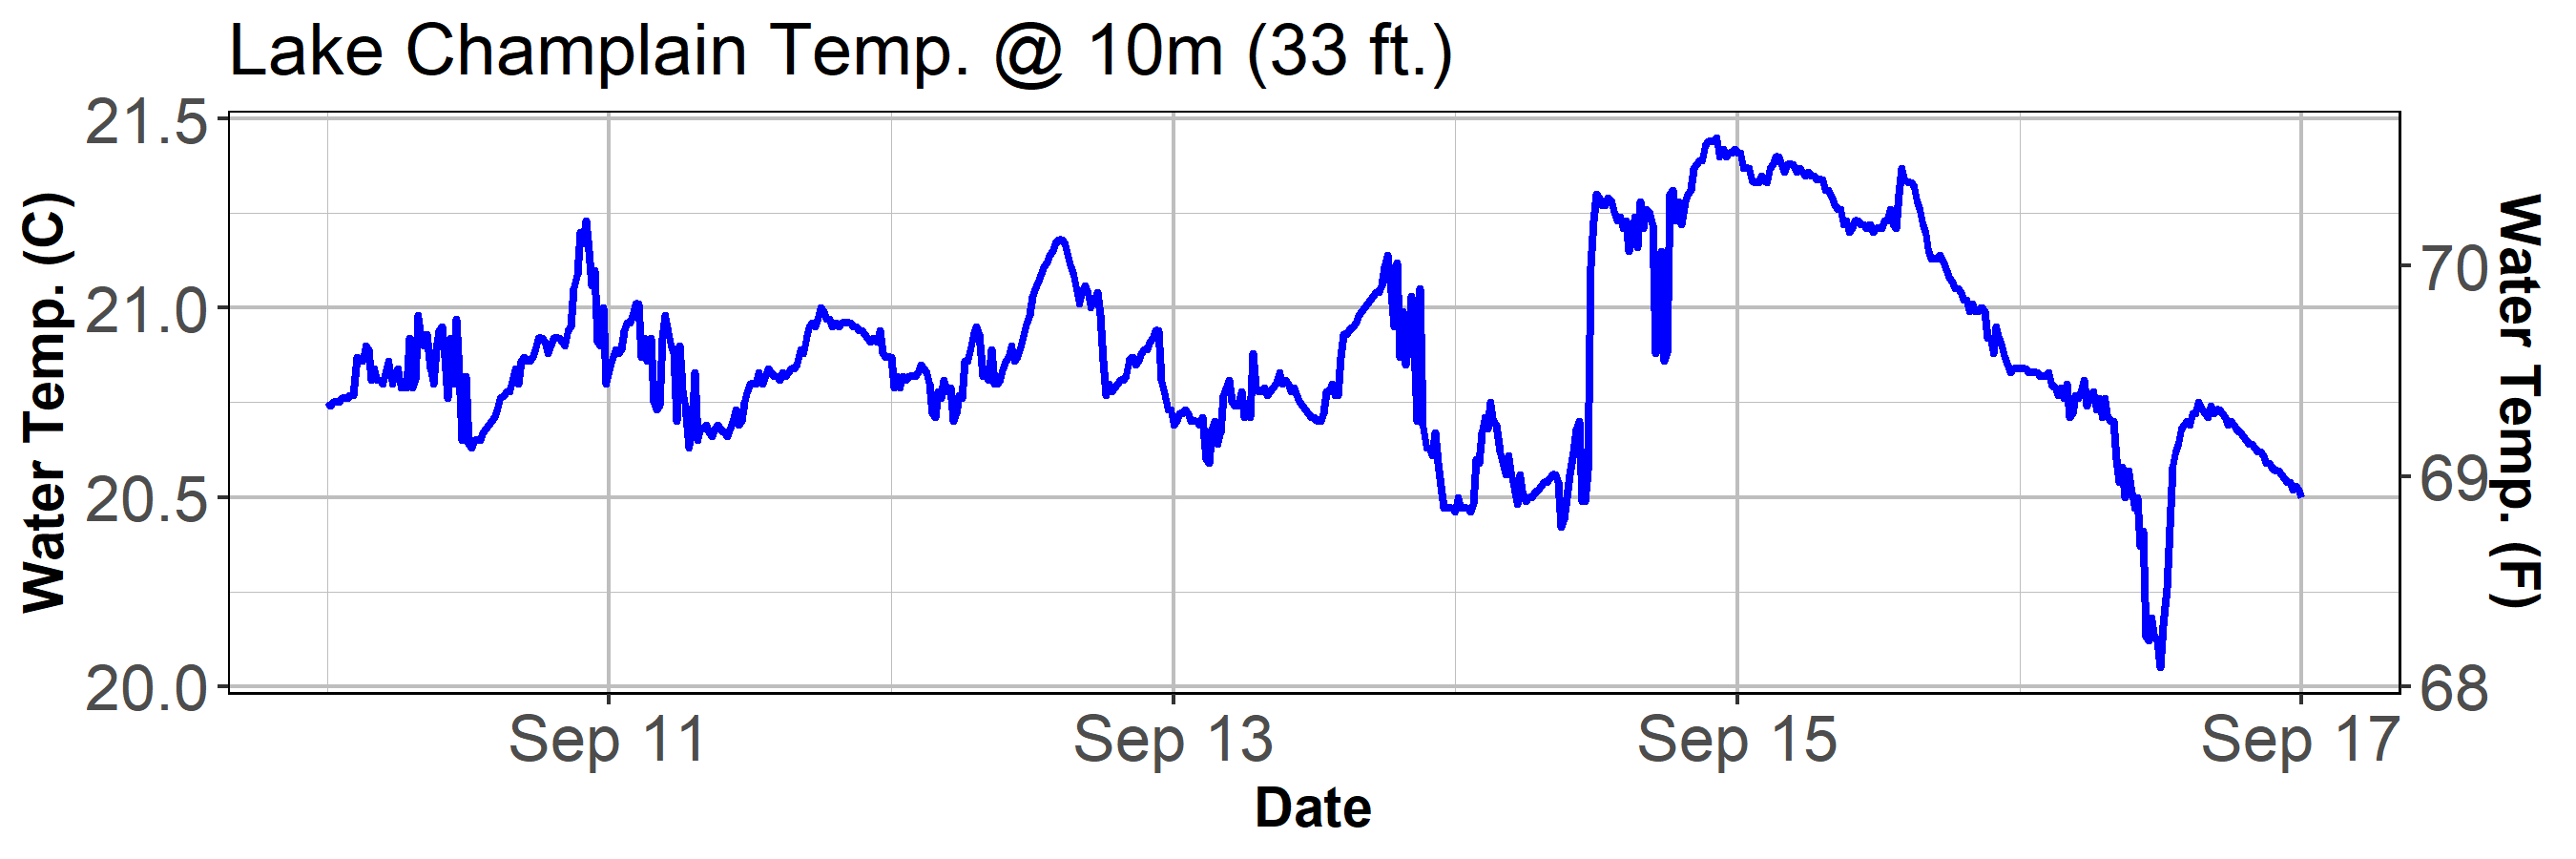 Lake Champlain Temp. @ 10m (33 ft.)
Water Temp. (C)
21.5
21.0
20.5
20.0
Water Temp. (F)
70
69
68
Sep 11
Sep 13
Sep 15
Sep 17
Date